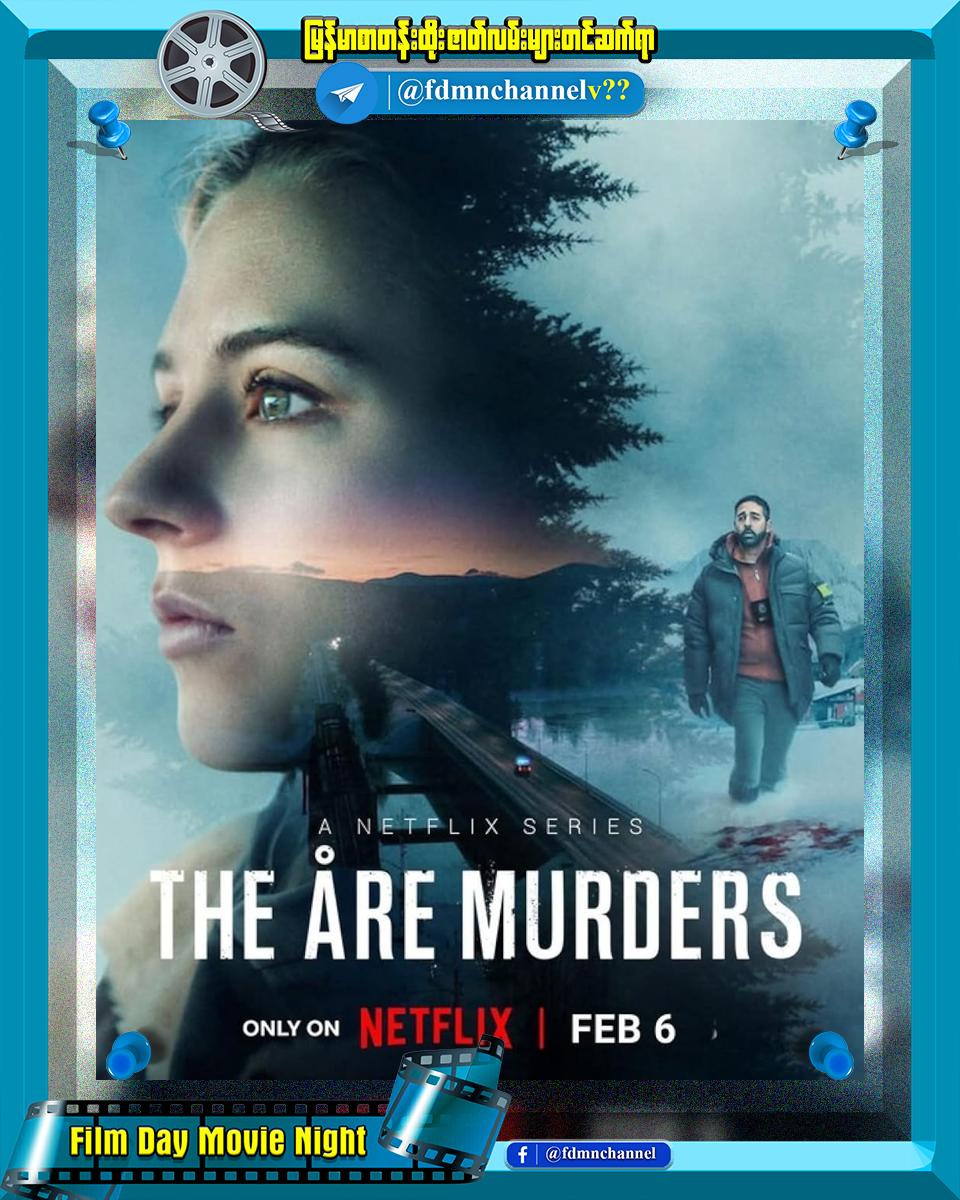 မြန်မာစာတန်းထိုးဇာတ်လမ်းများတင်ဆက်ရာ
@fdmnchannelv??
A NETFLIX SERIES
THE ÅRE MURDERS
ONLY ON NETFLIX | FEB 6
Film Day Movie Night
@fdmnchannel